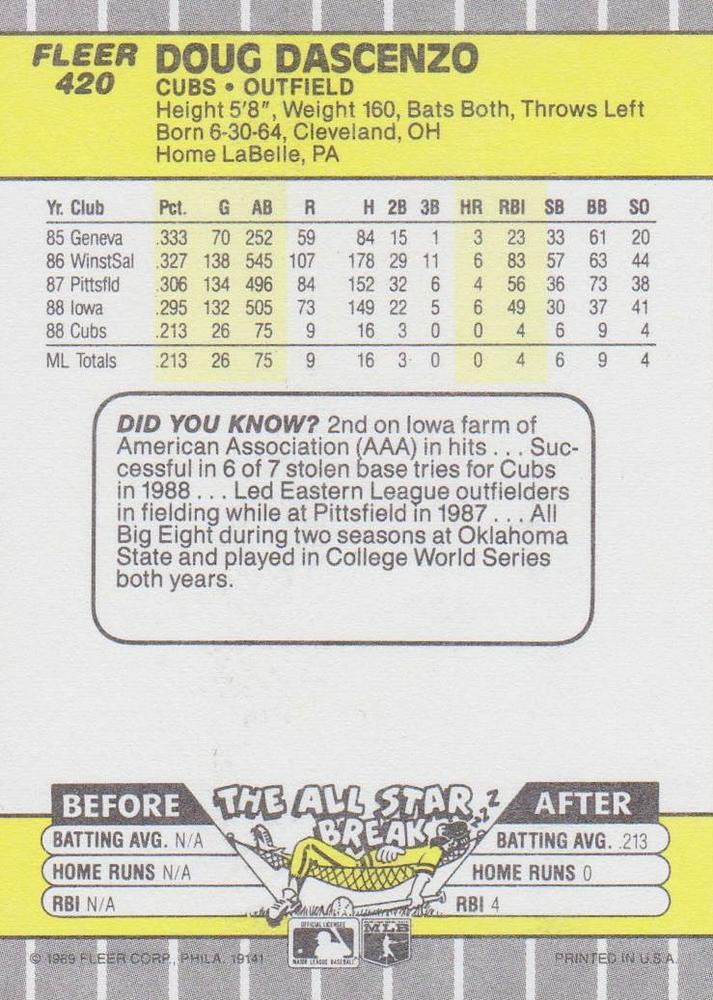 FLEER
420
DOUG DASCENZO
CUBS • OUTFIELD
Height 5'8", Weight 160, Bats Both, Throws Left
Born 6-30-64, Cleveland, OH
Home LaBelle, PA
Yr. Club Pct. G AB R H 2B 3B HR RBI SB BB SO
85 Geneva .333 70 252 59 84 15 1 3 23 33 61 20
86 WinstSal .327 138 545 107 178 29 11 6 83 57 63 44
87 Pittsfld .306 134 496 84 152 32 6 4 56 36 73 38
88 Iowa .295 132 505 73 149 22 5 6 49 30 37 41
88 Cubs .213 26 75 9 16 3 0 0 4 6 9 4
ML Totals .213 26 75 9 16 3 0 0 4 6 9 4
DID YOU KNOW? 2nd on Iowa farm of
American Association (AAA) in hits . . . Suc-
cessful in 6 of 7 stolen base tries for Cubs
in 1988 . . . Led Eastern League outfielders
in fielding while at Pittsfield in 1987 . . . All
Big Eight during two seasons at Oklahoma
State and played in College World Series
both years.
BEFORE
THE ALL STAR
BREAK
zzZ
AFTER
BATTING AVG. N/A
HOME RUNS N/A
RBI N/A
BATTING AVG. .213
HOME RUNS 0
RBI 4
OFFICIAL LICENSEE
MAJOR LEAGUE BASEBALL
MLB
© 1989 FLEER CORP., PHILA. 19141
PRINTED IN U.S.A.